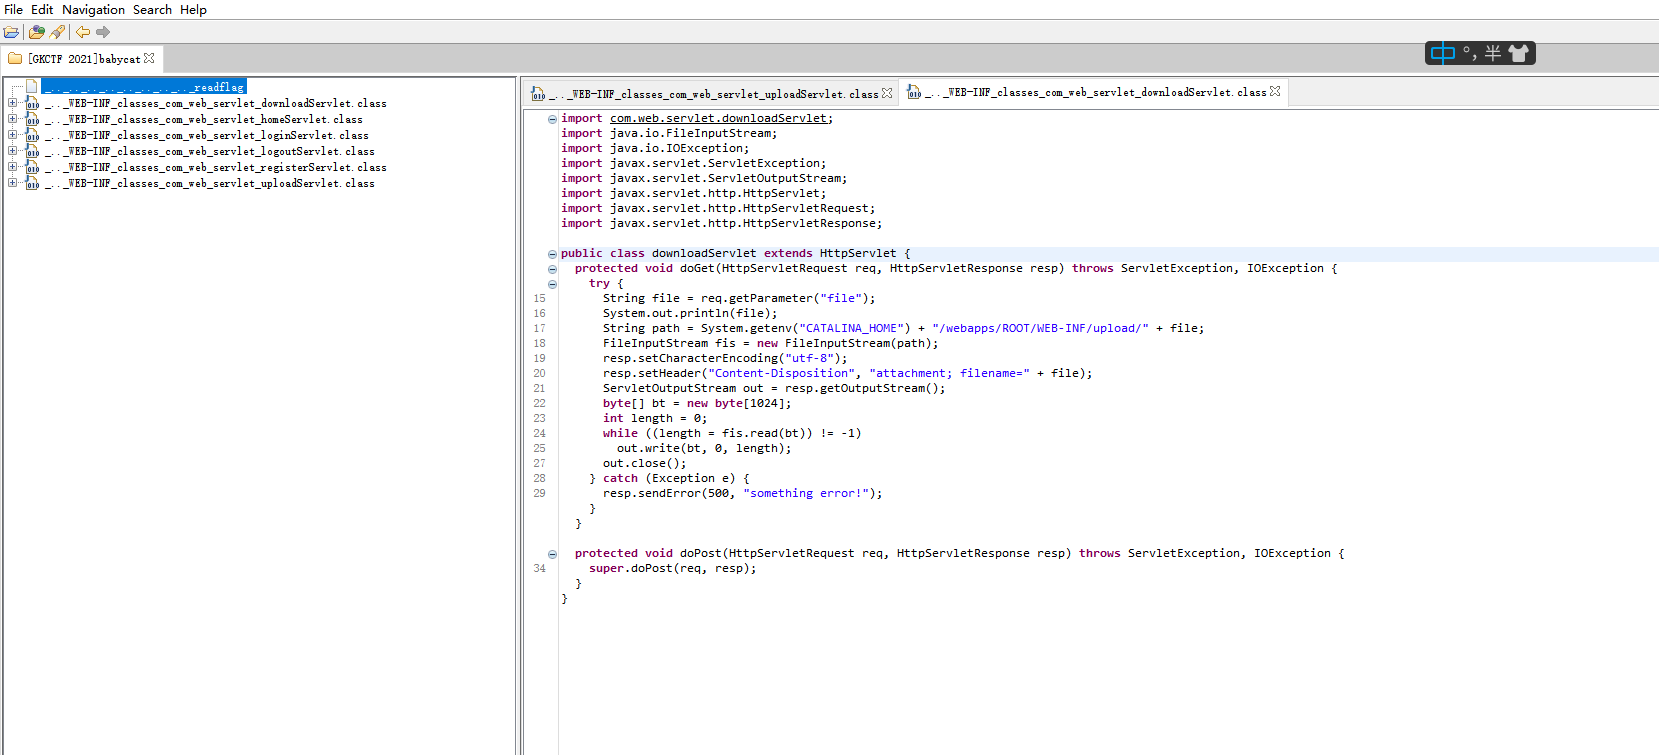 File Edit Navigation Search Help
[GKCTF 2021]babycat
中 °, 半
_.._.._.._.._.._.._.._.._readflag
_.._WEB-INF_classes_com_web_servlet_downloadServlet.class
_.._WEB-INF_classes_com_web_servlet_homeServlet.class
_.._WEB-INF_classes_com_web_servlet_loginServlet.class
_.._WEB-INF_classes_com_web_servlet_logoutServlet.class
_.._WEB-INF_classes_com_web_servlet_registerServlet.class
_.._WEB-INF_classes_com_web_servlet_uploadServlet.class
_.._WEB-INF_classes_com_web_servlet_uploadServlet.class
_.._WEB-INF_classes_com_web_servlet_downloadServlet.class
import com.web.servlet.downloadServlet;
import java.io.FileInputStream;
import java.io.IOException;
import javax.servlet.ServletException;
import javax.servlet.ServletOutputStream;
import javax.servlet.http.HttpServlet;
import javax.servlet.http.HttpServletRequest;
import javax.servlet.http.HttpServletResponse;
public class downloadServlet extends HttpServlet {
protected void doGet(HttpServletRequest req, HttpServletResponse resp) throws ServletException, IOException {
try {
15 String file = req.getParameter("file");
16 System.out.println(file);
17 String path = System.getenv("CATALINA_HOME") + "/webapps/ROOT/WEB-INF/upload/" + file;
18 FileInputStream fis = new FileInputStream(path);
19 resp.setCharacterEncoding("utf-8");
20 resp.setHeader("Content-Disposition", "attachment; filename=" + file);
21 ServletOutputStream out = resp.getOutputStream();
22 byte[] bt = new byte[1024];
23 int length = 0;
24 while ((length = fis.read(bt)) != -1)
25 out.write(bt, 0, length);
27 out.close();
28 } catch (Exception e) {
29 resp.sendError(500, "something error!");
}
}
protected void doPost(HttpServletRequest req, HttpServletResponse resp) throws ServletException, IOException {
34 super.doPost(req, resp);
}
}